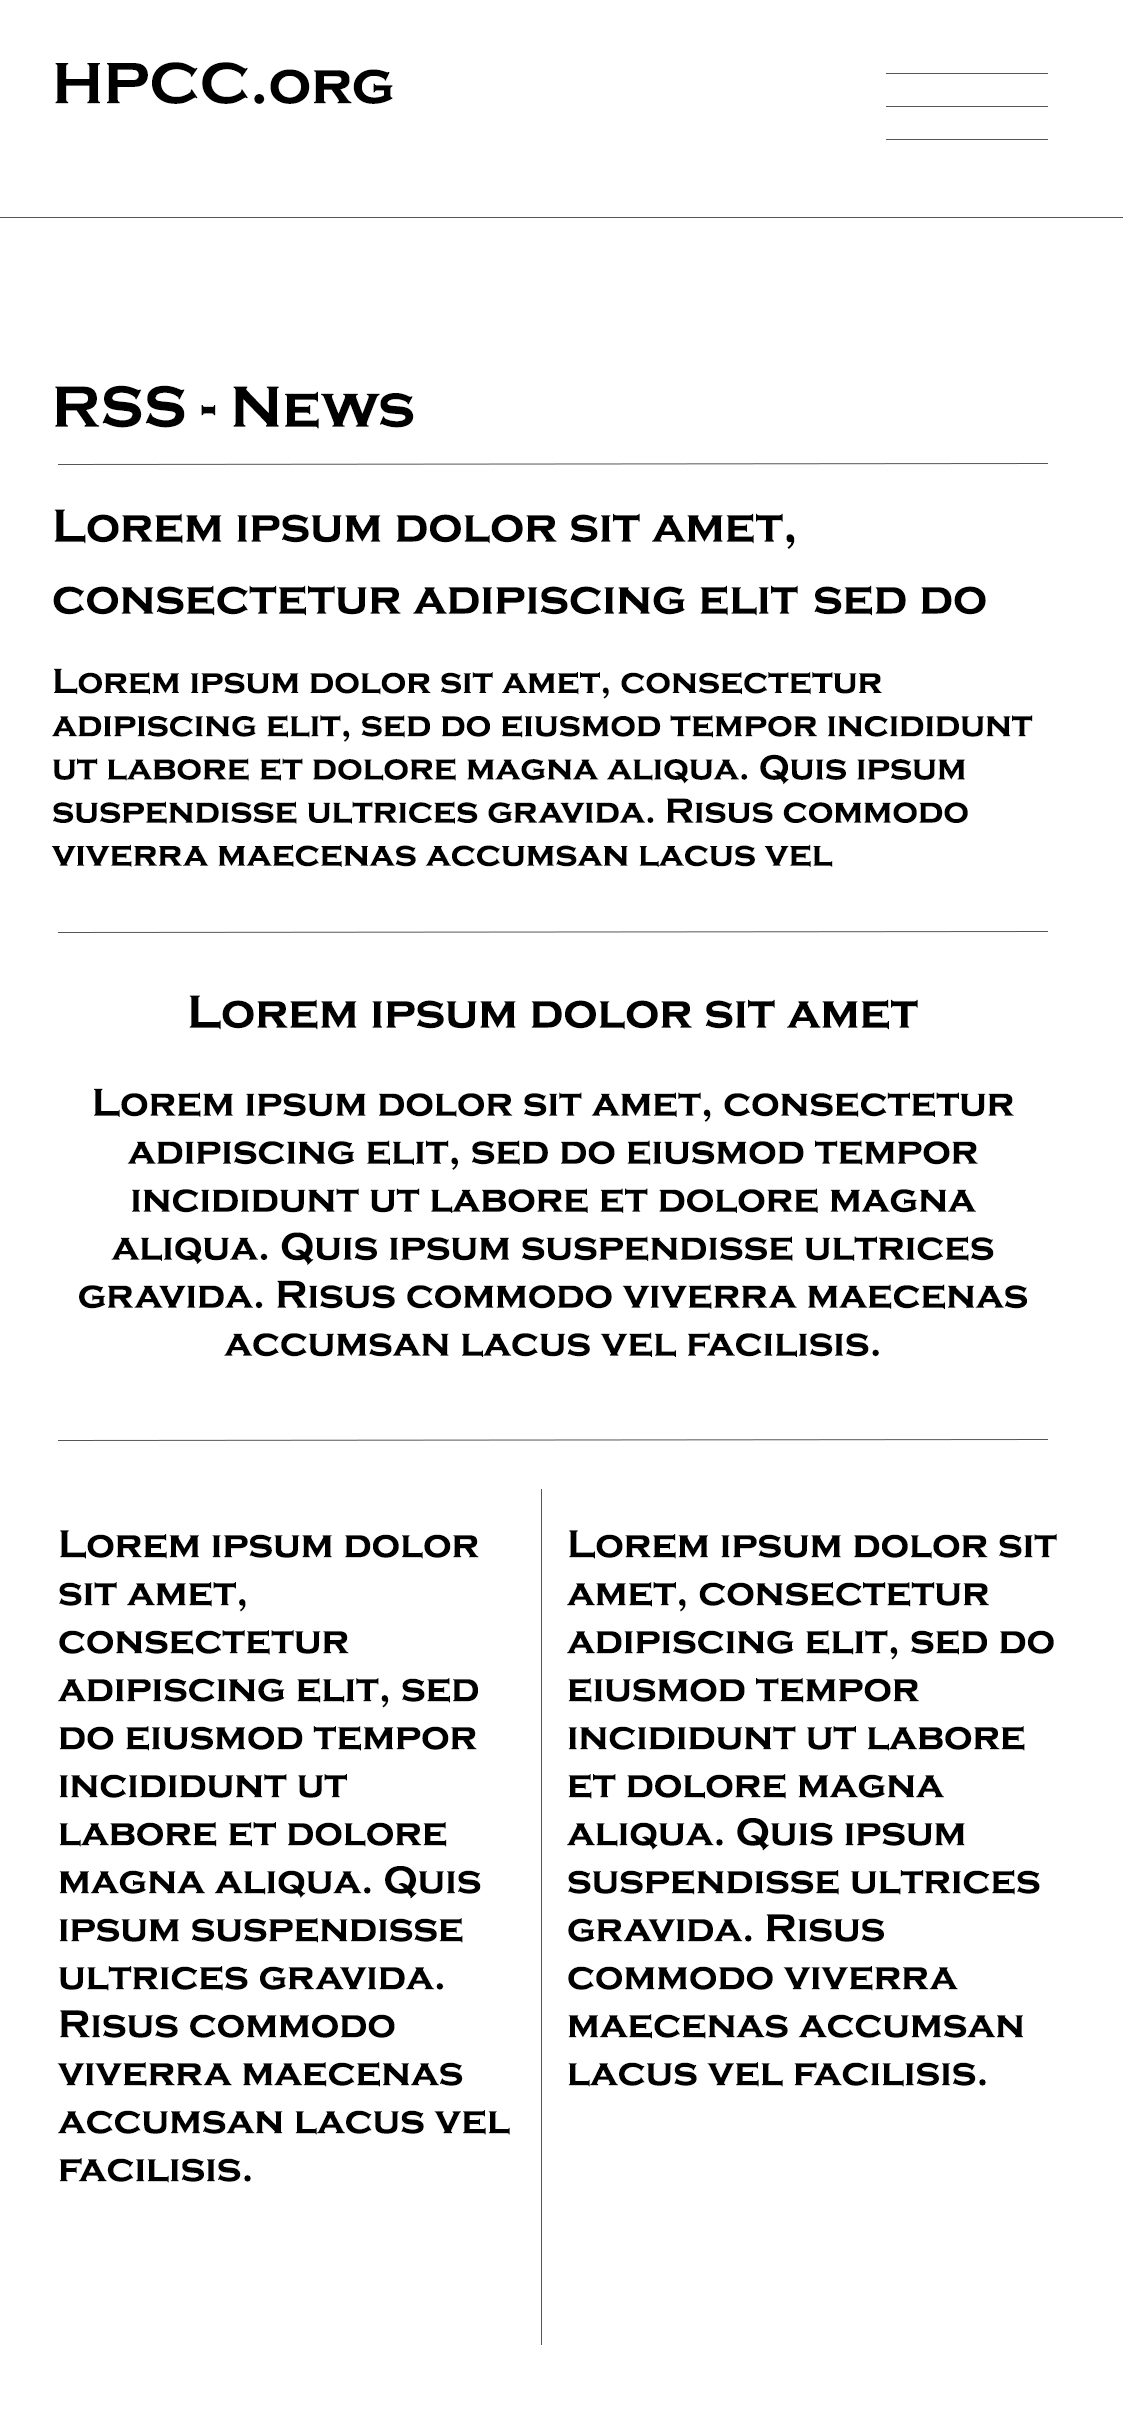 HPCC.org
RSS - News
Lorem ipsum dolor sit amet,
consectetur adipiscing elit sed do
Lorem ipsum dolor sit amet, consectetur
adipiscing elit, sed do eiusmod tempor incididunt
ut labore et dolore magna aliqua. Quis ipsum
suspendisse ultrices gravida. Risus commodo
viverra maecenas accumsan lacus vel
Lorem ipsum dolor sit amet
Lorem ipsum dolor sit amet, consectetur
adipiscing elit, sed do eiusmod tempor
incididunt ut labore et dolore magna
aliqua. Quis ipsum suspendisse ultrices
gravida. Risus commodo viverra maecenas
accumsan lacus vel facilisis.
Lorem ipsum dolor
sit amet,
consectetur
adipiscing elit, sed
do eiusmod tempor
incididunt ut
labore et dolore
magna aliqua. Quis
ipsum suspendisse
ultrices gravida.
Risus commodo
viverra maecenas
accumsan lacus vel
facilisis.
Lorem ipsum dolor sit
amet, consectetur
adipiscing elit, sed do
eiusmod tempor
incididunt ut labore
et dolore magna
aliqua. Quis ipsum
suspendisse ultrices
gravida. Risus
commodo viverra
maecenas accumsan
lacus vel facilisis.